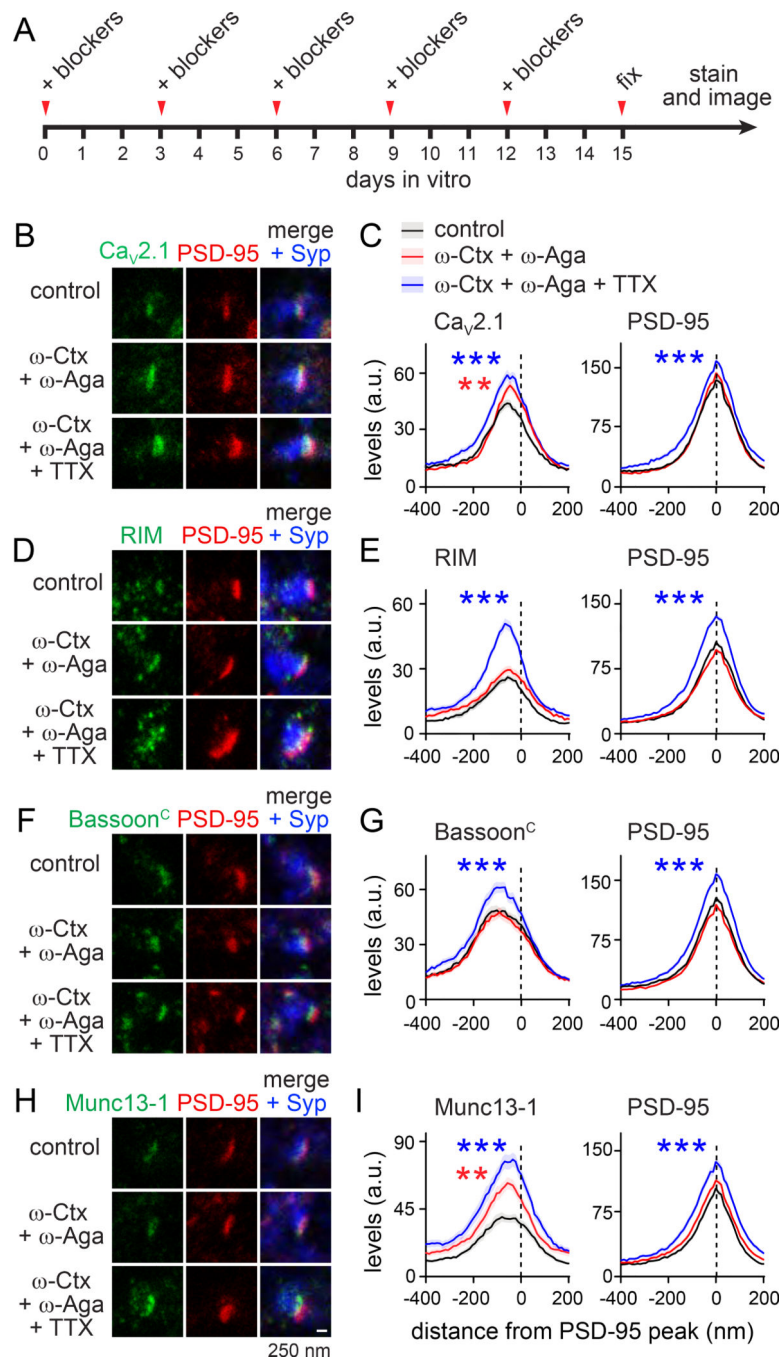 A
+ blockers
+ blockers
+ blockers
+ blockers
+ blockers
fix
stain
and image
0 1 2 3 4 5 6 7 8 9 10 11 12 13 14 15
days in vitro
B
CaV2.1 PSD-95 merge
+ Syp
control
ω-Ctx
+ ω-Aga
ω-Ctx
+ ω-Aga
+ TTX
C
control
ω-Ctx + ω-Aga
ω-Ctx + ω-Aga + TTX
CaV2.1
***
**
60
30
0
levels (a.u.)
-400 -200 0 200
PSD-95
***
150
75
0
-400 -200 0 200
D
RIM PSD-95 merge
+ Syp
control
ω-Ctx
+ ω-Aga
ω-Ctx
+ ω-Aga
+ TTX
E
RIM
***
60
30
0
levels (a.u.)
-400 -200 0 200
PSD-95
***
150
75
0
-400 -200 0 200
F
Bassoonᶜ PSD-95 merge
+ Syp
control
ω-Ctx
+ ω-Aga
ω-Ctx
+ ω-Aga
+ TTX
G
Bassoonᶜ
***
60
30
0
levels (a.u.)
-400 -200 0 200
PSD-95
***
150
75
0
-400 -200 0 200
H
Munc13-1 PSD-95 merge
+ Syp
control
ω-Ctx
+ ω-Aga
ω-Ctx
+ ω-Aga
+ TTX
250 nm
I
Munc13-1
***
**
90
45
0
levels (a.u.)
-400 -200 0 200
PSD-95
***
150
75
0
-400 -200 0 200
distance from PSD-95 peak (nm)